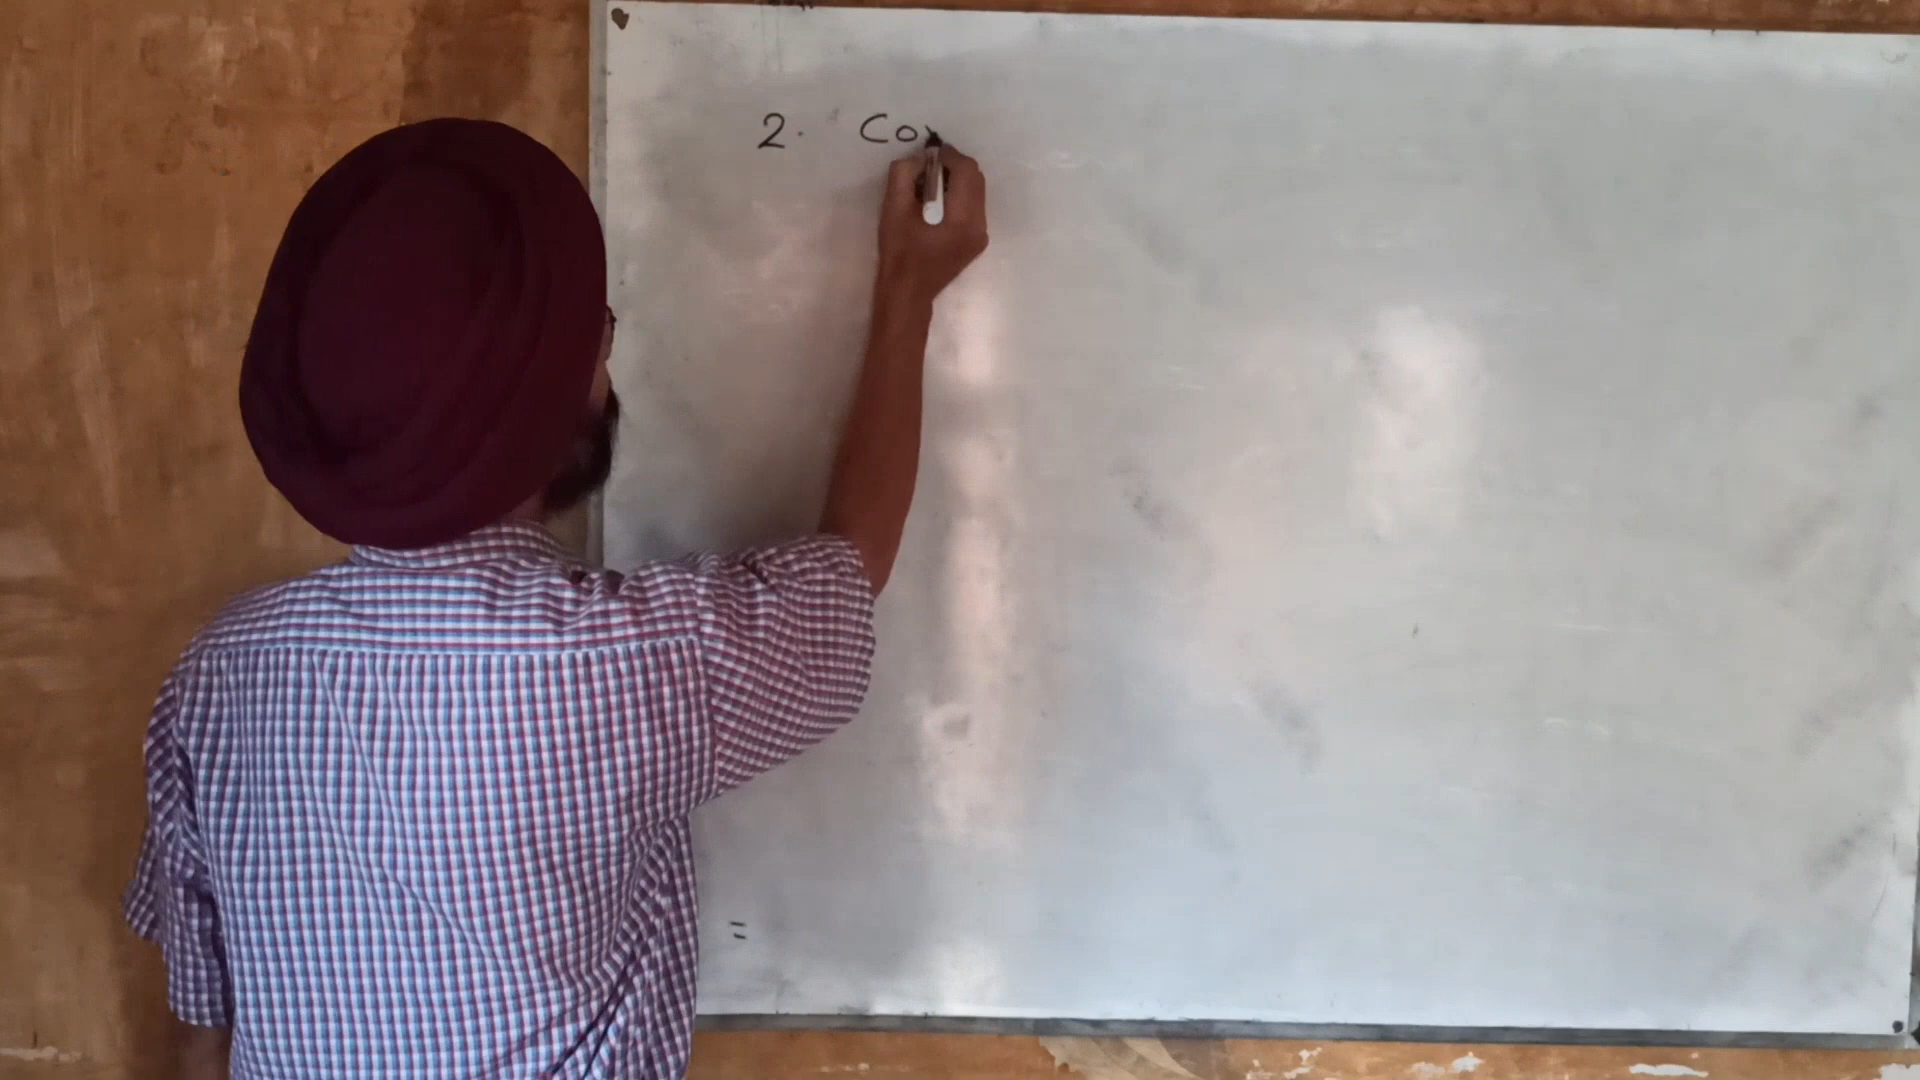 2. Co
=